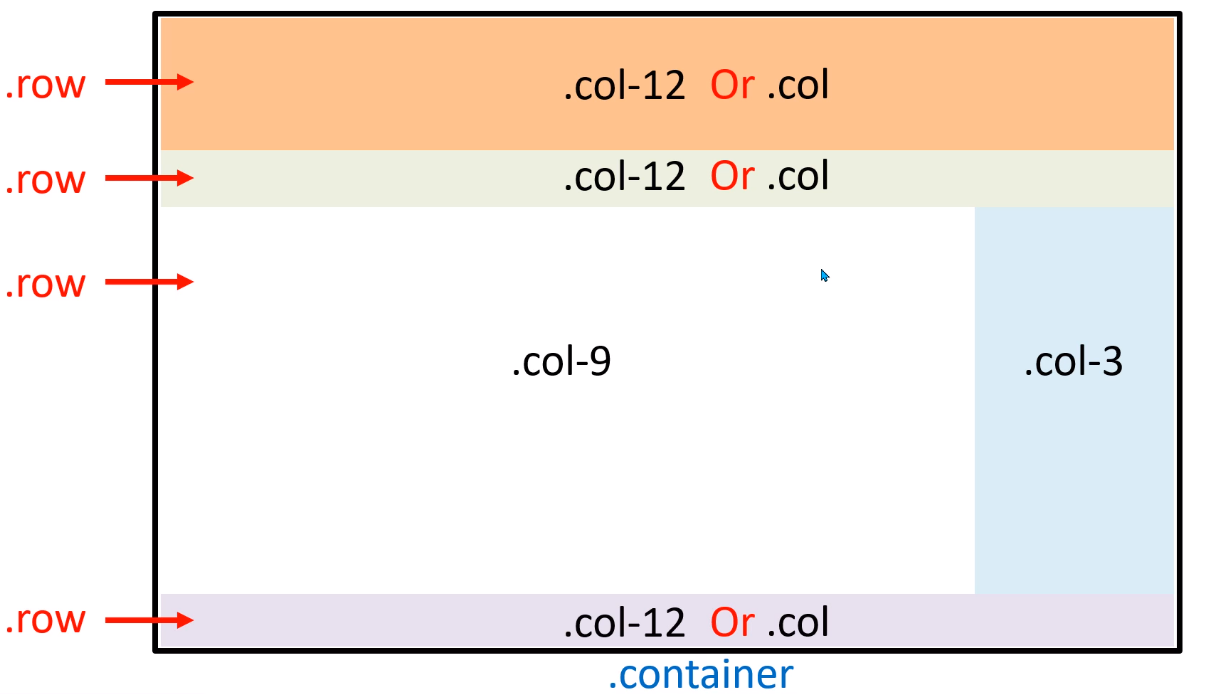 .row .col-12 Or .col
.row .col-12 Or .col
.row
.col-9 .col-3
.row .col-12 Or .col
.container